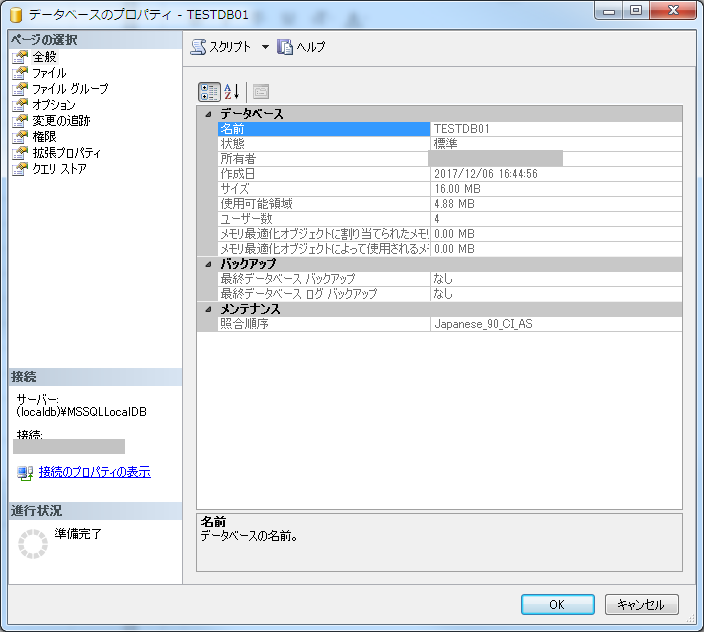 データベースのプロパティ - TESTDB01
ページの選択
全般
ファイル
ファイル グループ
オプション
変更の追跡
権限
拡張プロパティ
クエリ ストア
スクリプト
ヘルプ
データベース
名前 TESTDB01
状態 標準
所有者
作成日 2017/12/06 16:44:56
サイズ 16.00 MB
使用可能領域 4.88 MB
ユーザー数 4
メモリ最適化オブジェクトに割り当てられたメモリ 0.00 MB
メモリ最適化オブジェクトによって使用されるメモ 0.00 MB
バックアップ
最終データベース バックアップ なし
最終データベース ログ バックアップ なし
メンテナンス
照合順序 Japanese_90_CI_AS
接続
サーバー:
(localdb)¥MSSQLLocalDB
接続:
接続のプロパティの表示
進行状況
準備完了
名前
データベースの名前。
OK
キャンセル